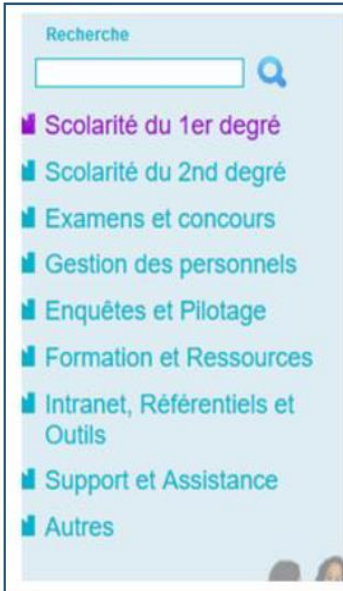 Recherche
Scolarité du 1er degré
Scolarité du 2nd degré
Examens et concours
Gestion des personnels
Enquêtes et Pilotage
Formation et Ressources
Intranet, Référentiels et
Outils
Support et Assistance
Autres